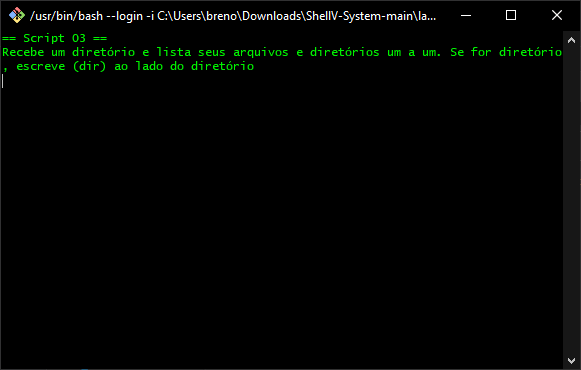 /usr/bin/bash --login -i C:\Users\breno\Downloads\ShellV-System-main\la...
== Script 03 ==
Recebe um diretório e lista seus arquivos e diretórios um a um. Se for diretório
, escreve (dir) ao lado do diretório